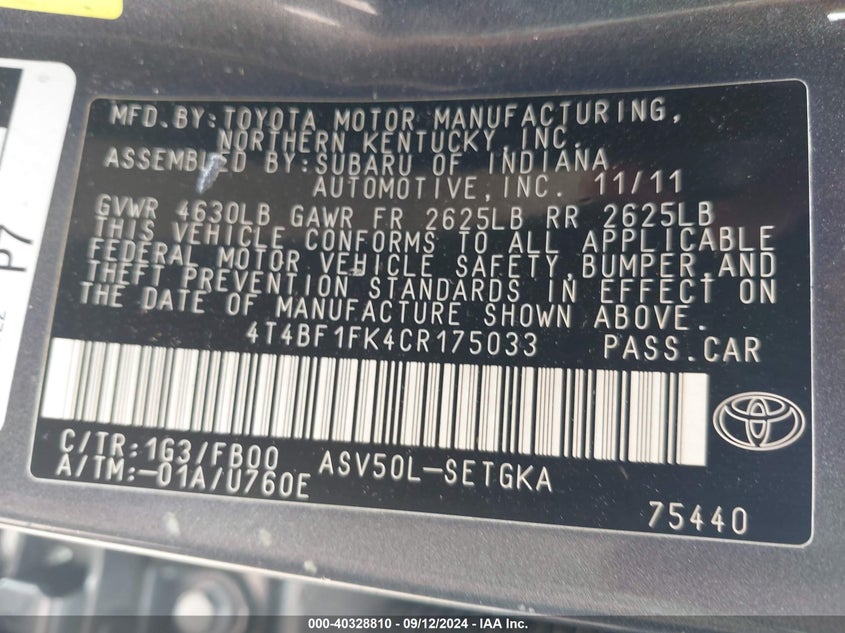 MFD.BY:TOYOTA MOTOR MANUFACTURING,
NORTHERN KENTUCKY,INC.
ASSEMBLED BY:SUBARU OF INDIANA
AUTOMOTIVE,INC. 11/11
GVWR 4630LB GAWR FR 2625LB RR 2625LB
THIS VEHICLE CONFORMS TO ALL APPLICABLE
FEDERAL MOTOR VEHICLE SAFETY,BUMPER,AND
THEFT PREVENTION STANDARDS IN EFFECT ON
THE DATE OF MANUFACTURE SHOWN ABOVE.
4T4BF1FK4CR175033 PASS.CAR
C/TR:1G3/FB00 ASV50L-SETGKA
A/TM:-01A/U760E
75440
P7
000-40328810 - 09/12/2024 - IAAI.com